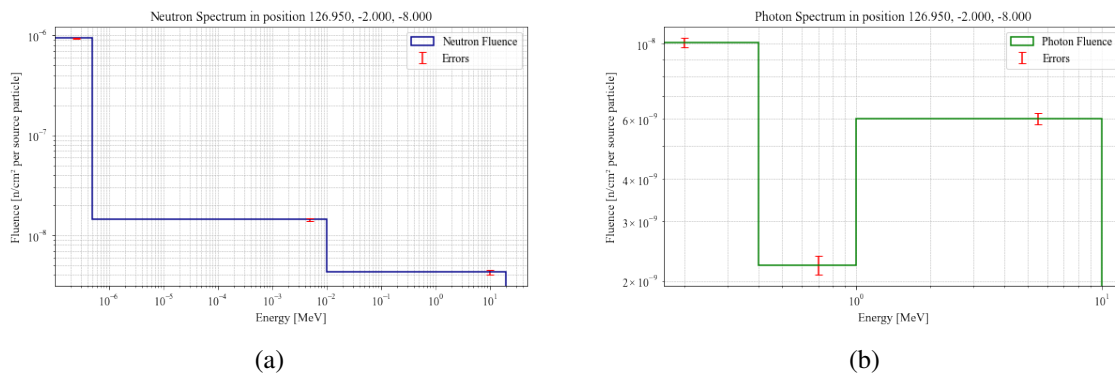 Neutron Spectrum in position 126.950, -2.000, -8.000
Neutron Fluence
Errors
Fluence [n/cm² per source particle]
10⁻⁶
10⁻⁷
10⁻⁸
10⁻⁶ 10⁻⁵ 10⁻⁴ 10⁻³ 10⁻² 10⁻¹ 10⁰ 10¹
Energy [MeV]
(a)
Photon Spectrum in position 126.950, -2.000, -8.000
Photon Fluence
Errors
Fluence [n/cm² per source particle]
10⁻⁸
6 × 10⁻⁹
4 × 10⁻⁹
3 × 10⁻⁹
2 × 10⁻⁹
10⁰ 10¹
Energy [MeV]
(b)